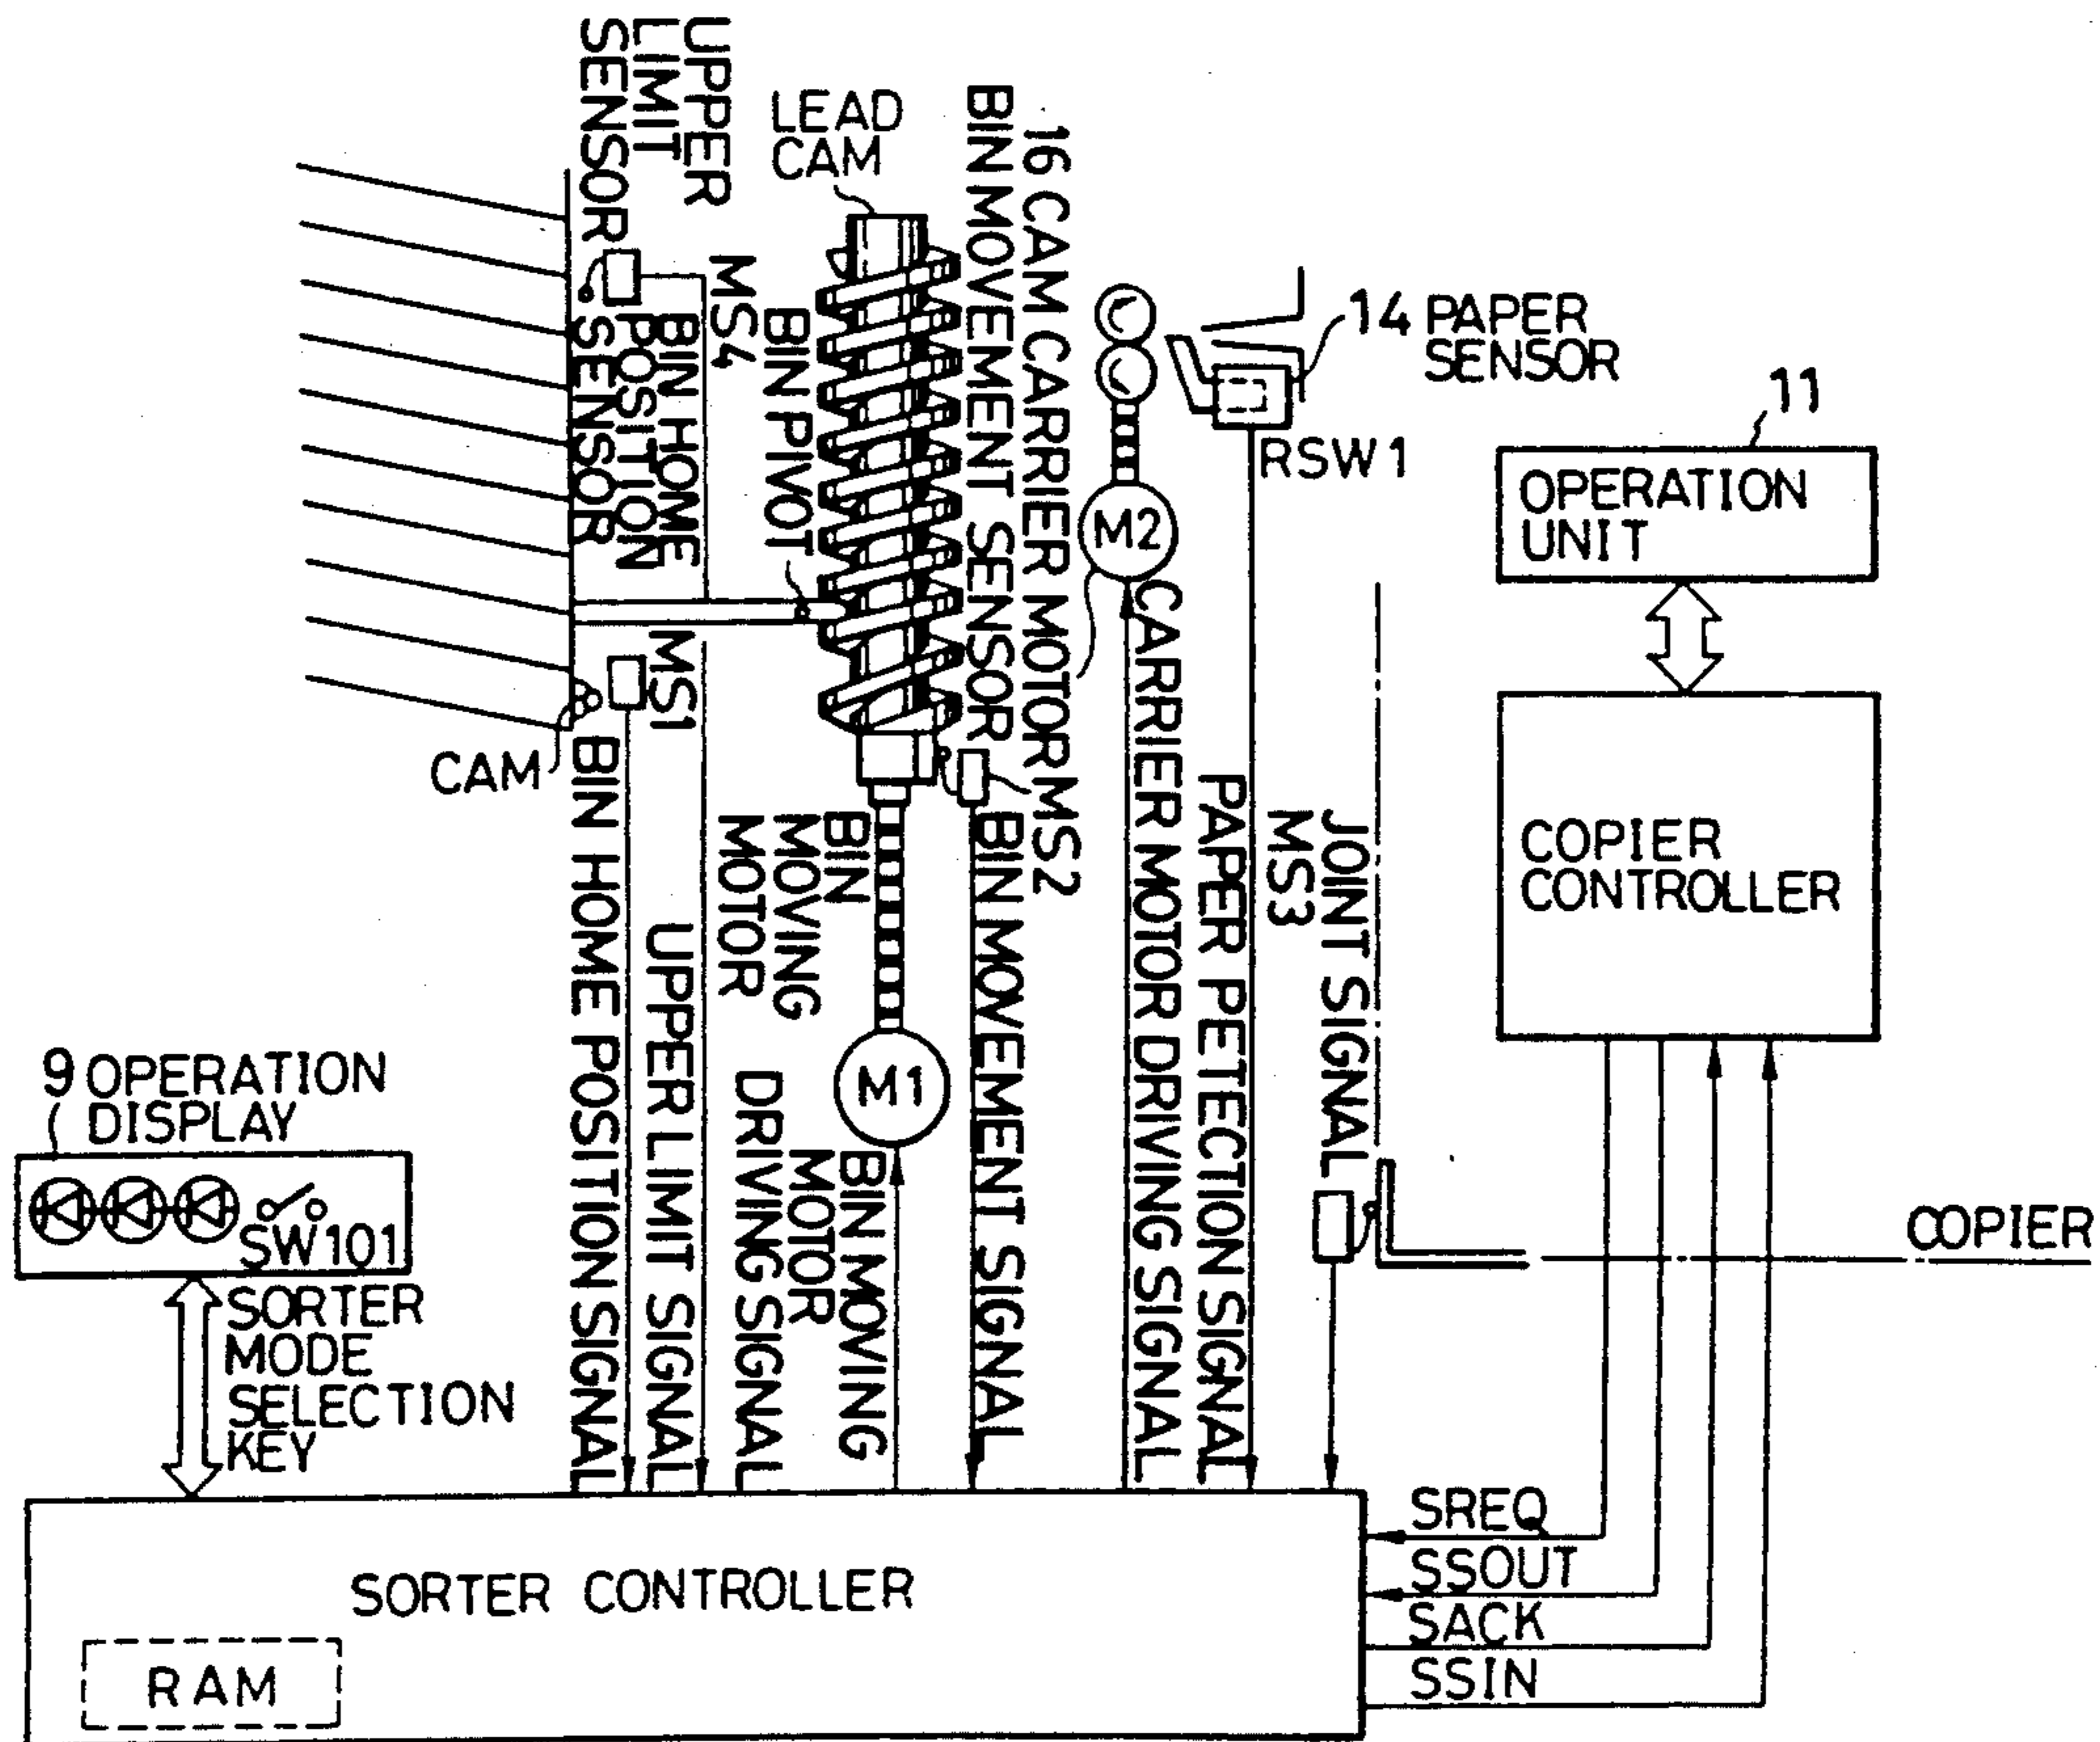 UPPER
LIMIT
SENSOR
LEAD
CAM
BIN MOVEMENT SENSOR
16 CAM CARRIER MOTOR
MS4
BIN PIVOT
BIN HOME
POSITION
SENSOR
14 PAPER
SENSOR
RSW1
11
OPERATION
UNIT
M2
MS1
CAM
MS2
COPIER
CONTROLLER
BIN
MOVING
MOTOR
MS3
JOINT SIGNAL
BIN HOME POSITION SIGNAL
UPPER LIMIT SIGNAL
BIN MOVING
MOTOR
DRIVING SIGNAL
M1
BIN MOVEMENT SIGNAL
CARRIER MOTOR DRIVING SIGNAL
PAPER PETECTION SIGNAL
9 OPERATION
DISPLAY
SW101
SORTER
MODE
SELECTION
KEY
COPIER
SREQ
SSOUT
SACK
SSIN
SORTER CONTROLLER
RAM